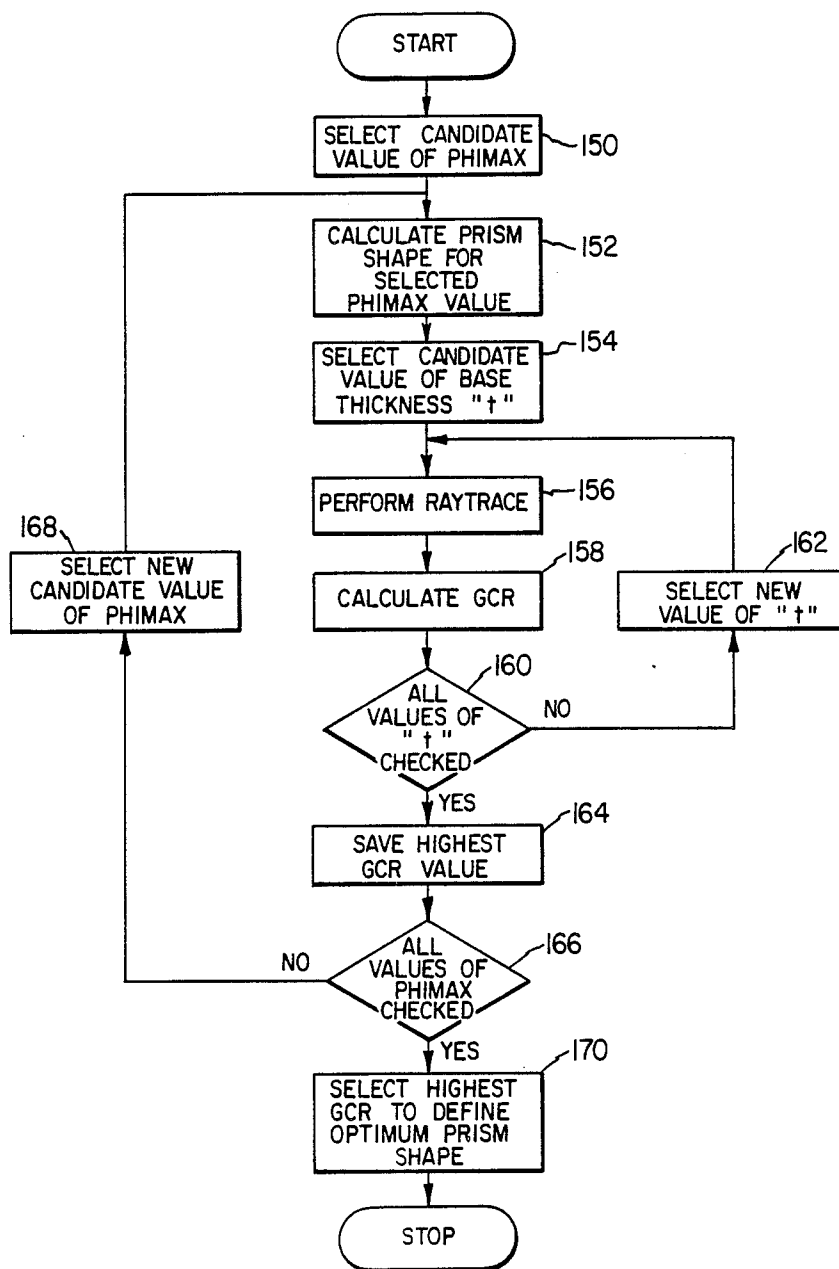 START
SELECT CANDIDATE
VALUE OF PHIMAX
150
CALCULATE PRISM
SHAPE FOR
SELECTED
PHIMAX VALUE
152
SELECT CANDIDATE
VALUE OF BASE
THICKNESS "t"
154
PERFORM RAYTRACE
156
CALCULATE GCR
158
168
SELECT NEW
CANDIDATE VALUE
OF PHIMAX
162
SELECT NEW
VALUE OF "t"
160
ALL
VALUES OF
"t"
CHECKED
NO
YES
SAVE HIGHEST
GCR VALUE
164
ALL
VALUES OF
PHIMAX
CHECKED
166
NO
YES
SELECT HIGHEST
GCR TO DEFINE
OPTIMUM PRISM
SHAPE
170
STOP